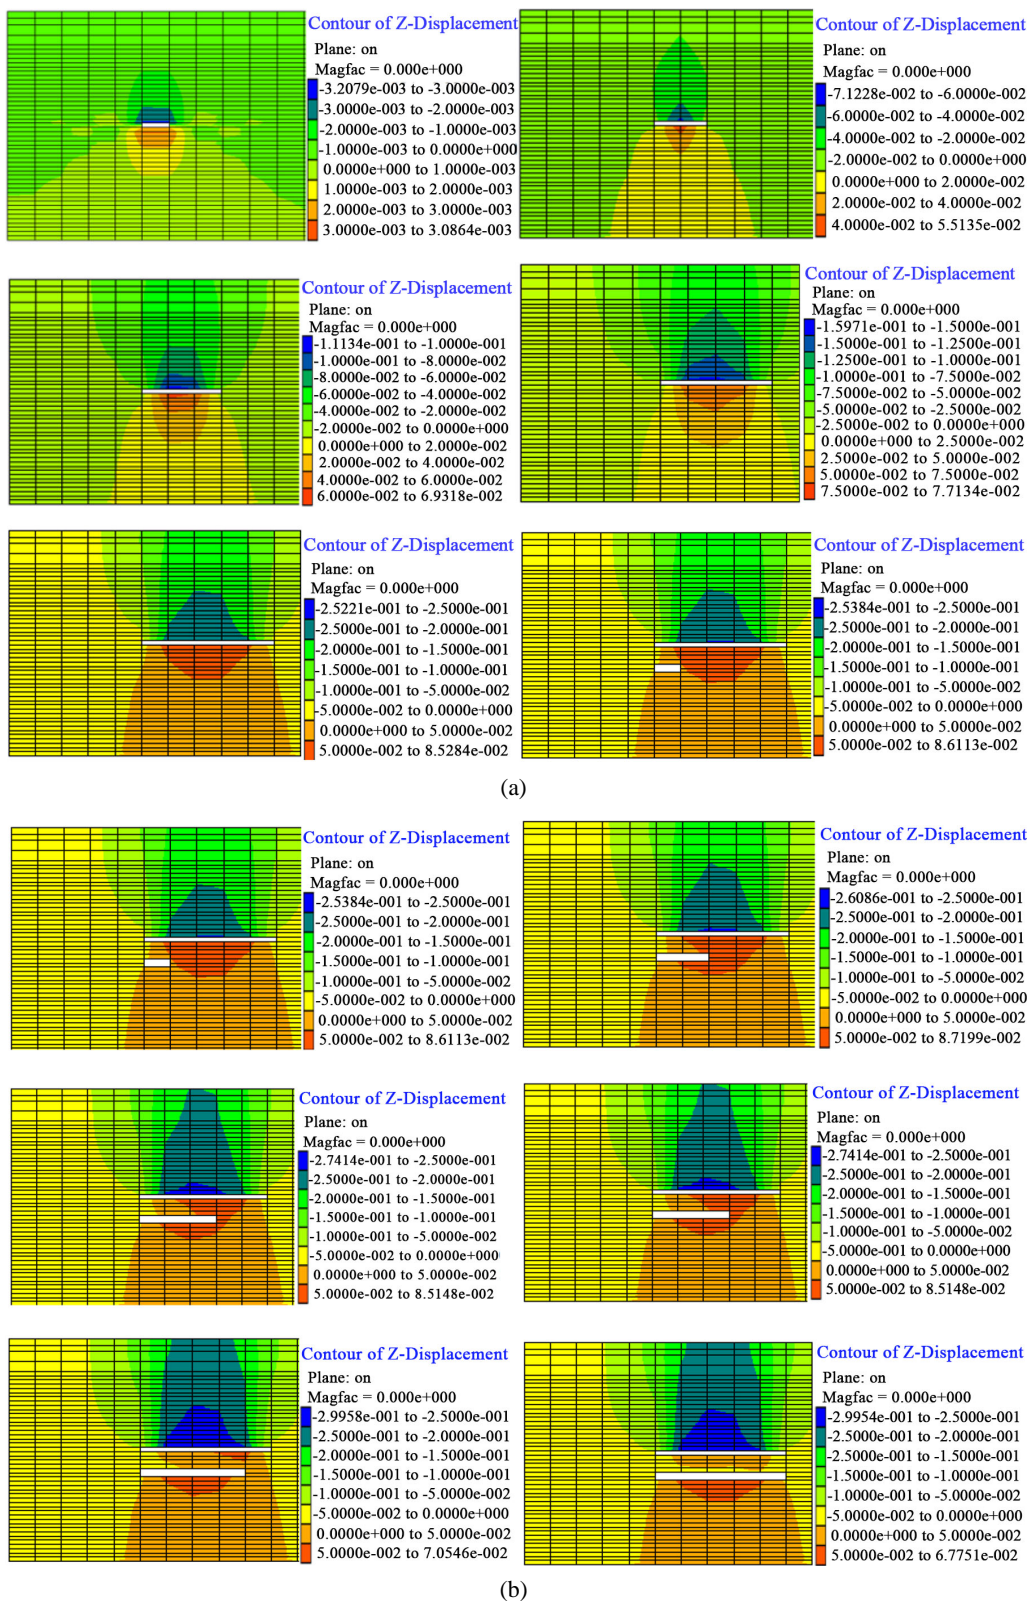 Contour of Z-Displacement
Plane: on
Magfac = 0.000e+000
-3.2079e-003 to -3.0000e-003
-3.0000e-003 to -2.0000e-003
-2.0000e-003 to -1.0000e-003
-1.0000e-003 to 0.0000e+000
0.0000e+000 to 1.0000e-003
1.0000e-003 to 2.0000e-003
2.0000e-003 to 3.0000e-003
3.0000e-003 to 3.0864e-003
Contour of Z-Displacement
Plane: on
Magfac = 0.000e+000
-7.1228e-002 to -6.0000e-002
-6.0000e-002 to -4.0000e-002
-4.0000e-002 to -2.0000e-002
-2.0000e-002 to 0.0000e+000
0.0000e+000 to 2.0000e-002
2.0000e-002 to 4.0000e-002
4.0000e-002 to 5.5135e-002
Contour of Z-Displacement
Plane: on
Magfac = 0.000e+000
-1.1134e-001 to -1.0000e-001
-1.0000e-001 to -8.0000e-002
-8.0000e-002 to -6.0000e-002
-6.0000e-002 to -4.0000e-002
-4.0000e-002 to -2.0000e-002
-2.0000e-002 to 0.0000e+000
0.0000e+000 to 2.0000e-002
2.0000e-002 to 4.0000e-002
4.0000e-002 to 6.0000e-002
6.0000e-002 to 6.9318e-002
Contour of Z-Displacement
Plane: on
Magfac = 0.000e+000
-1.5971e-001 to -1.5000e-001
-1.5000e-001 to -1.2500e-001
-1.2500e-001 to -1.0000e-001
-1.0000e-001 to -7.5000e-002
-7.5000e-002 to -5.0000e-002
-5.0000e-002 to -2.5000e-002
-2.5000e-002 to 0.0000e+000
0.0000e+000 to 2.5000e-002
2.5000e-002 to 5.0000e-002
5.0000e-002 to 7.5000e-002
7.5000e-002 to 7.7134e-002
Contour of Z-Displacement
Plane: on
Magfac = 0.000e+000
-2.5221e-001 to -2.5000e-001
-2.5000e-001 to -2.0000e-001
-2.0000e-001 to -1.5000e-001
-1.5000e-001 to -1.0000e-001
-1.0000e-001 to -5.0000e-002
-5.0000e-002 to 0.0000e+000
0.0000e+000 to 5.0000e-002
5.0000e-002 to 8.5284e-002
Contour of Z-Displacement
Plane: on
Magfac = 0.000e+000
-2.5384e-001 to -2.5000e-001
-2.5000e-001 to -2.0000e-001
-2.0000e-001 to -1.5000e-001
-1.5000e-001 to -1.0000e-001
-1.0000e-001 to -5.0000e-002
-5.0000e-002 to 0.0000e+000
0.0000e+000 to 5.0000e-002
5.0000e-002 to 8.6113e-002
(a)
Contour of Z-Displacement
Plane: on
Magfac = 0.000e+000
-2.5384e-001 to -2.5000e-001
-2.5000e-001 to -2.0000e-001
-2.0000e-001 to -1.5000e-001
-1.5000e-001 to -1.0000e-001
-1.0000e-001 to -5.0000e-002
-5.0000e-002 to 0.0000e+000
0.0000e+000 to 5.0000e-002
5.0000e-002 to 8.6113e-002
Contour of Z-Displacement
Plane: on
Magfac = 0.000e+000
-2.6086e-001 to -2.5000e-001
-2.5000e-001 to -2.0000e-001
-2.0000e-001 to -1.5000e-001
-1.5000e-001 to -1.0000e-001
-1.0000e-001 to -5.0000e-002
-5.0000e-002 to 0.0000e+000
0.0000e+000 to 5.0000e-002
5.0000e-002 to 8.7199e-002
Contour of Z-Displacement
Plane: on
Magfac = 0.000e+000
-2.7414e-001 to -2.5000e-001
-2.5000e-001 to -2.0000e-001
-2.0000e-001 to -1.5000e-001
-1.5000e-001 to -1.0000e-001
-1.0000e-001 to -5.0000e-002
-5.0000e-002 to 0.0000e+000
0.0000e+000 to 5.0000e-002
5.0000e-002 to 8.5148e-002
Contour of Z-Displacement
Plane: on
Magfac = 0.000e+000
-2.7414e-001 to -2.5000e-001
-2.5000e-001 to -2.0000e-001
-2.0000e-001 to -1.5000e-001
-1.5000e-001 to -1.0000e-001
-1.0000e-001 to -5.0000e-002
-5.0000e-001 to 0.0000e+000
0.0000e+000 to 5.0000e-002
5.0000e-002 to 8.5148e-002
Contour of Z-Displacement
Plane: on
Magfac = 0.000e+000
-2.9958e-001 to -2.5000e-001
-2.5000e-001 to -2.0000e-001
-2.0000e-001 to -1.5000e-001
-1.5000e-001 to -1.0000e-001
-1.0000e-001 to -5.0000e-002
-5.0000e-002 to 0.0000e+000
0.0000e+000 to 5.0000e-002
5.0000e-002 to 7.0546e-002
Contour of Z-Displacement
Plane: on
Magfac = 0.000e+000
-2.9954e-001 to -2.5000e-001
-2.5000e-001 to -2.0000e-001
-2.5000e-001 to -1.5000e-001
-1.5000e-001 to -1.0000e-001
-1.0000e-001 to -5.0000e-002
-5.0000e-002 to 0.0000e+000
0.0000e+000 to 5.0000e-002
5.0000e-002 to 6.7751e-002
(b)